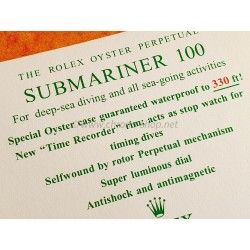 THE ROLEX OYSTER PERPETUAL
SUBMARINER 100
For deep-sea diving and all sea-going activities
Special Oyster case guaranteed waterproof to 330 ft.
New "Time Recorder" rim: acts as stop watch for
timing dives
Selfwound by rotor Perpetual mechanism
Super luminous dial
Antishock and antimagnetic